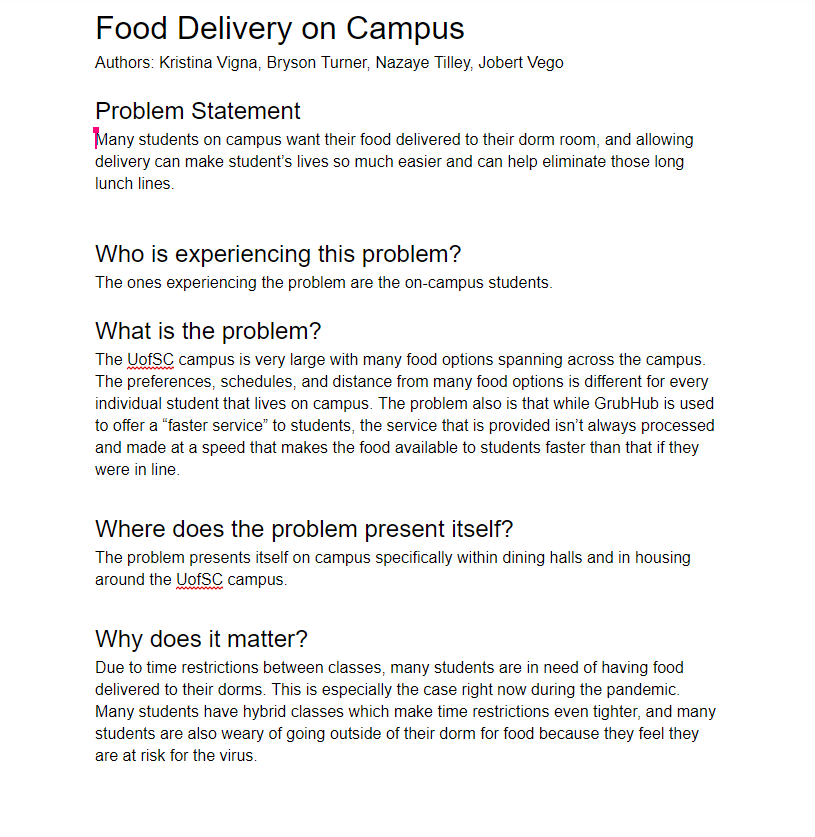 Food Delivery on Campus
Authors: Kristina Vigna, Bryson Turner, Nazaye Tilley, Jobert Vego
Problem Statement
Many students on campus want their food delivered to their dorm room, and allowing
delivery can make student’s lives so much easier and can help eliminate those long
lunch lines.
Who is experiencing this problem?
The ones experiencing the problem are the on-campus students.
What is the problem?
The UofSC campus is very large with many food options spanning across the campus.
The preferences, schedules, and distance from many food options is different for every
individual student that lives on campus. The problem also is that while GrubHub is used
to offer a “faster service” to students, the service that is provided isn’t always processed
and made at a speed that makes the food available to students faster than that if they
were in line.
Where does the problem present itself?
The problem presents itself on campus specifically within dining halls and in housing
around the UofSC campus.
Why does it matter?
Due to time restrictions between classes, many students are in need of having food
delivered to their dorms. This is especially the case right now during the pandemic.
Many students have hybrid classes which make time restrictions even tighter, and many
students are also weary of going outside of their dorm for food because they feel they
are at risk for the virus.